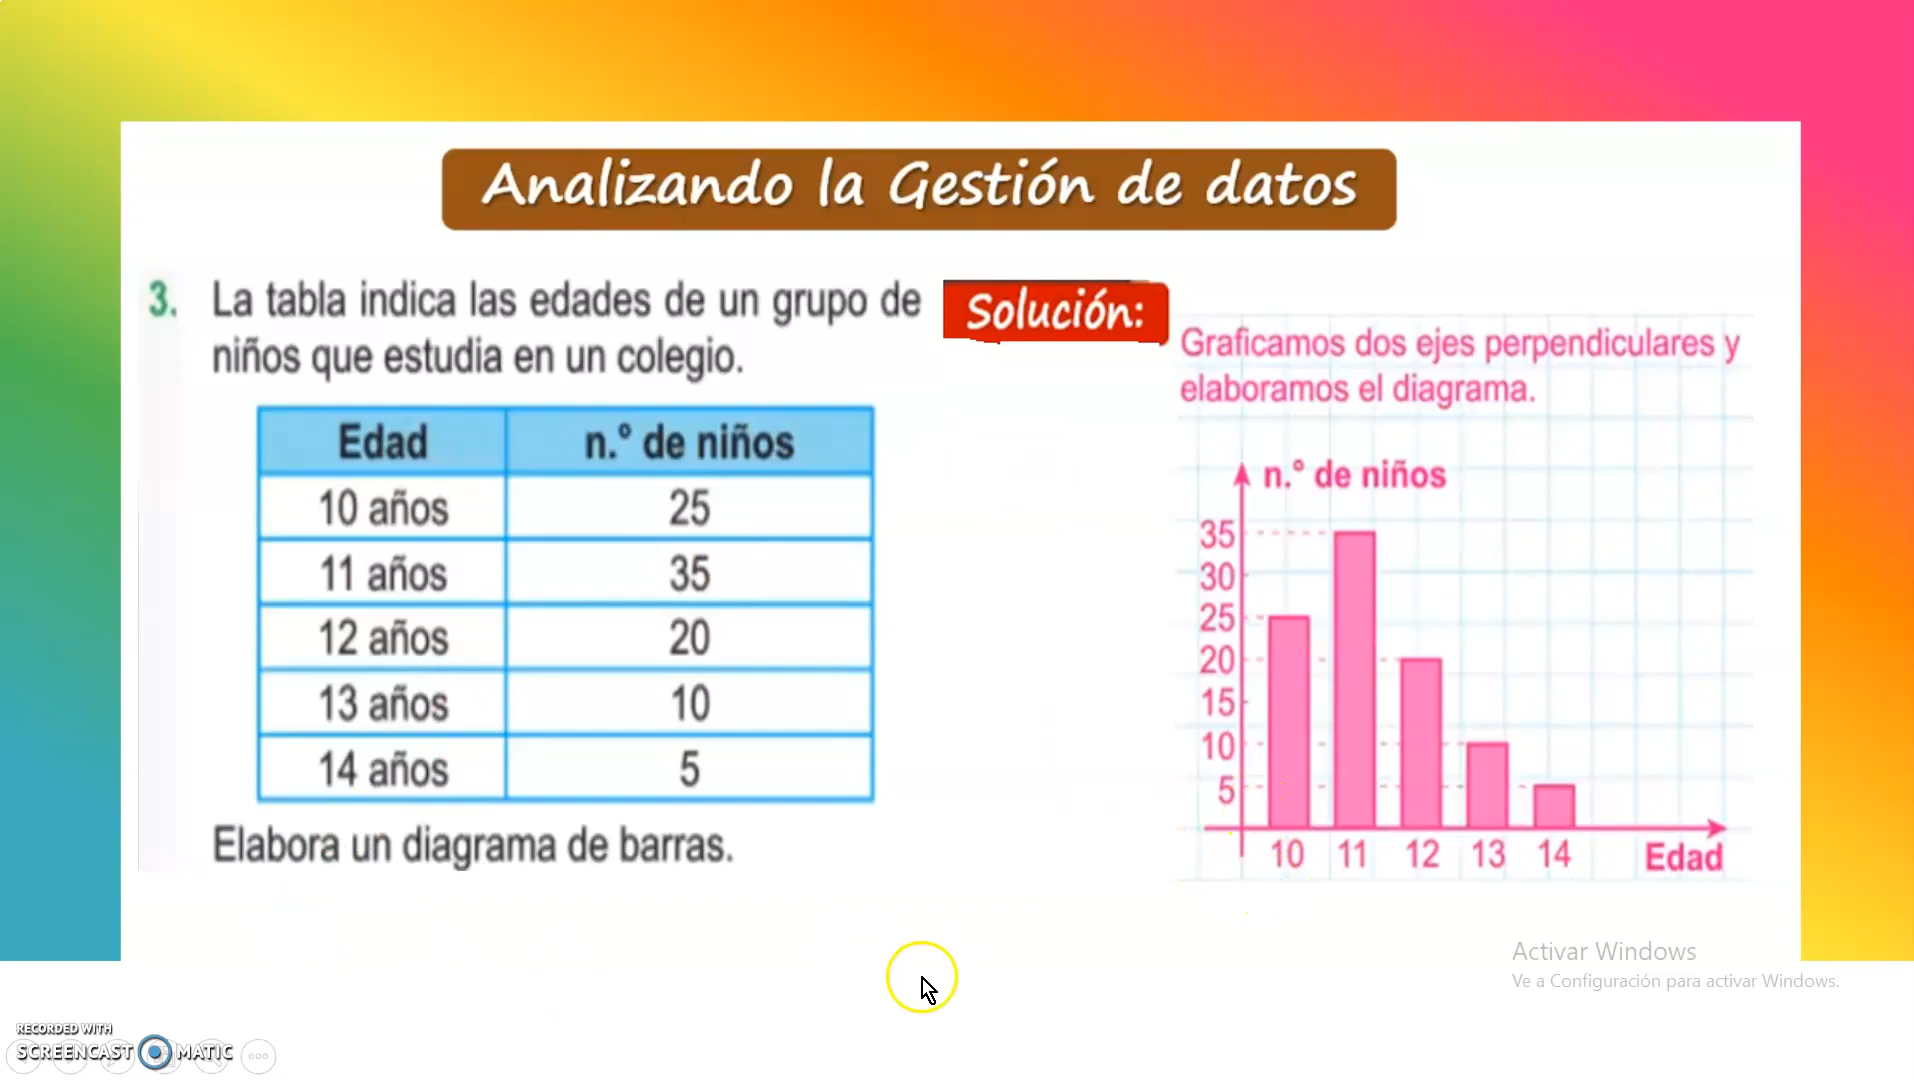 Analizando la Gestión de datos
3. La tabla indica las edades de un grupo de
niños que estudia en un colegio.
Edad n.º de niños
10 años 25
11 años 35
12 años 20
13 años 10
14 años 5
Elabora un diagrama de barras.
Solución:
Graficamos dos ejes perpendiculares y
elaboramos el diagrama.
n.º de niños
35
30
25
20
15
10
5
10 11 12 13 14 Edad
Activar Windows
Ve a Configuración para activar Windows.
RECORDED WITH
SCREENCAST MATIC